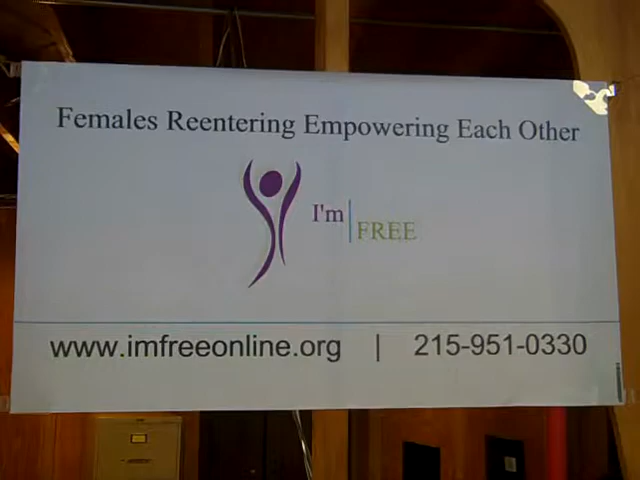 Females Reentering Empowering Each Other
I'm
FREE
www.imfreeonline.org | 215-951-0330